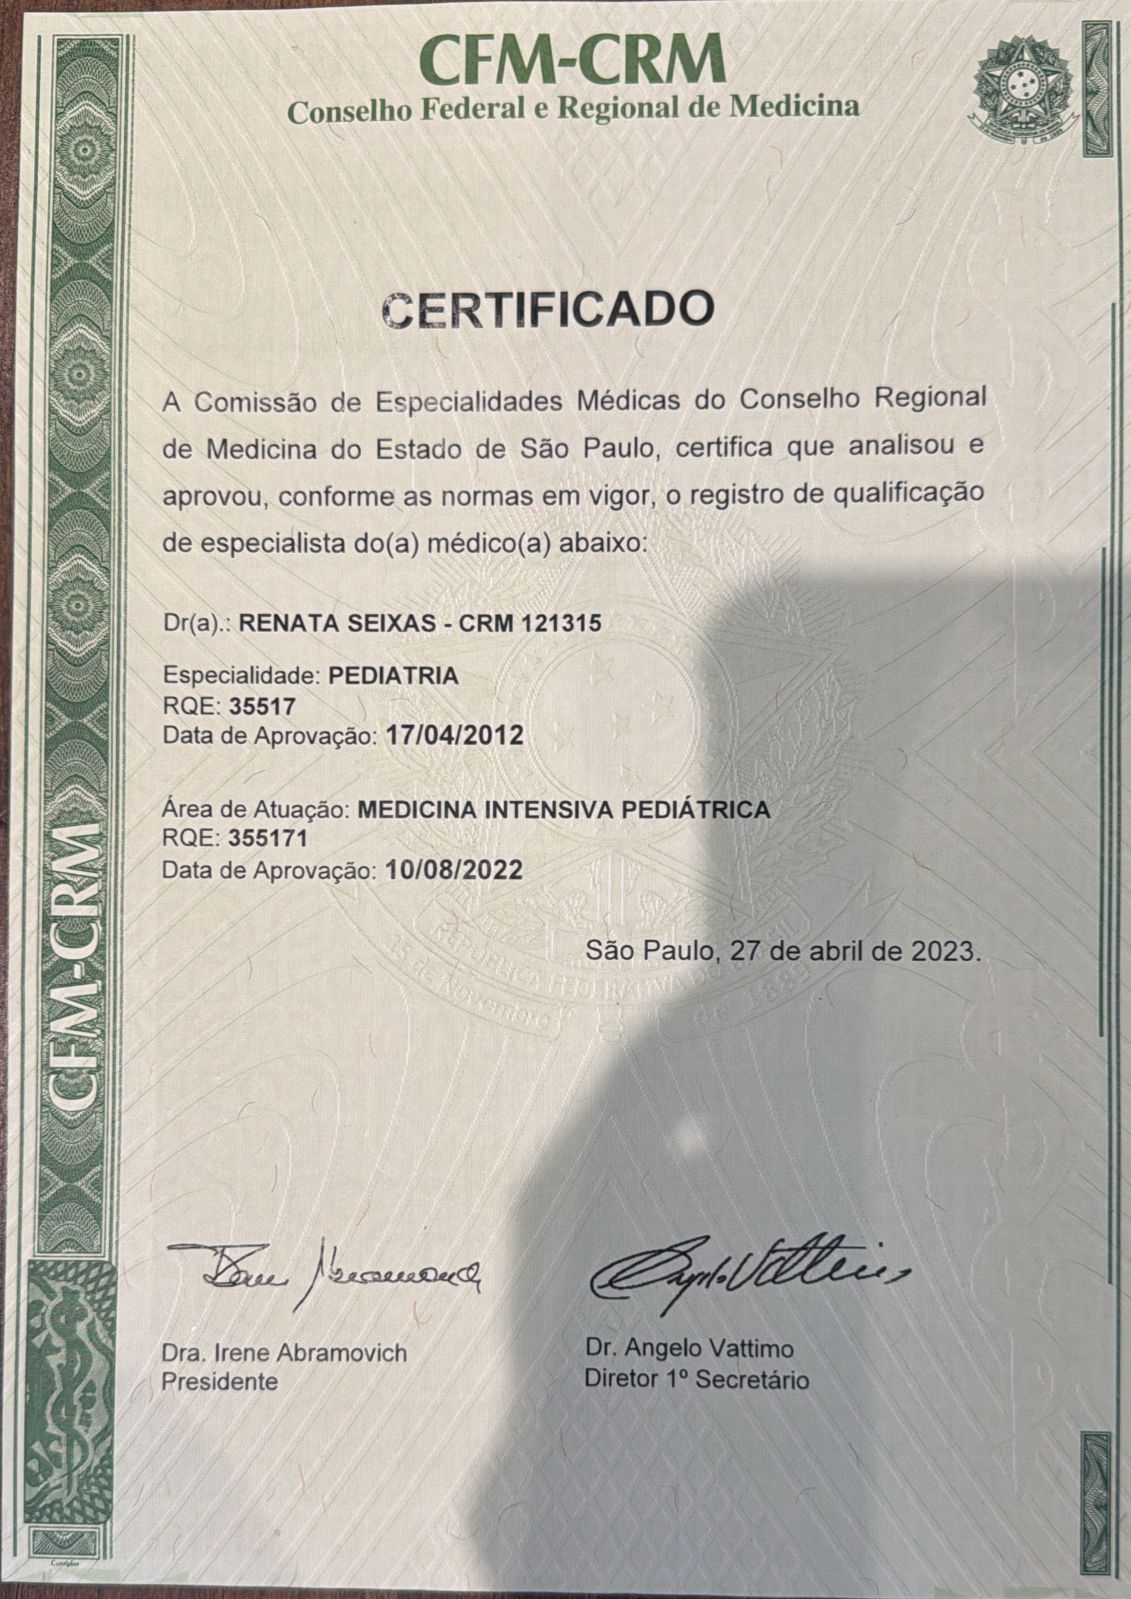 CFM-CRM
Conselho Federal e Regional de Medicina
CERTIFICADO
A Comissão de Especialidades Médicas do Conselho Regional
de Medicina do Estado de São Paulo, certifica que analisou e
aprovou, conforme as normas em vigor, o registro de qualificação
de especialista do(a) médico(a) abaixo:
Dr(a).: RENATA SEIXAS - CRM 121315
Especialidade: PEDIATRIA
RQE: 35517
Data de Aprovação: 17/04/2012
Área de Atuação: MEDICINA INTENSIVA PEDIÁTRICA
RQE: 355171
Data de Aprovação: 10/08/2022
São Paulo, 27 de abril de 2023.
CFM-CRM
Dra. Irene Abramovich
Presidente
Dr. Angelo Vattimo
Diretor 1º Secretário